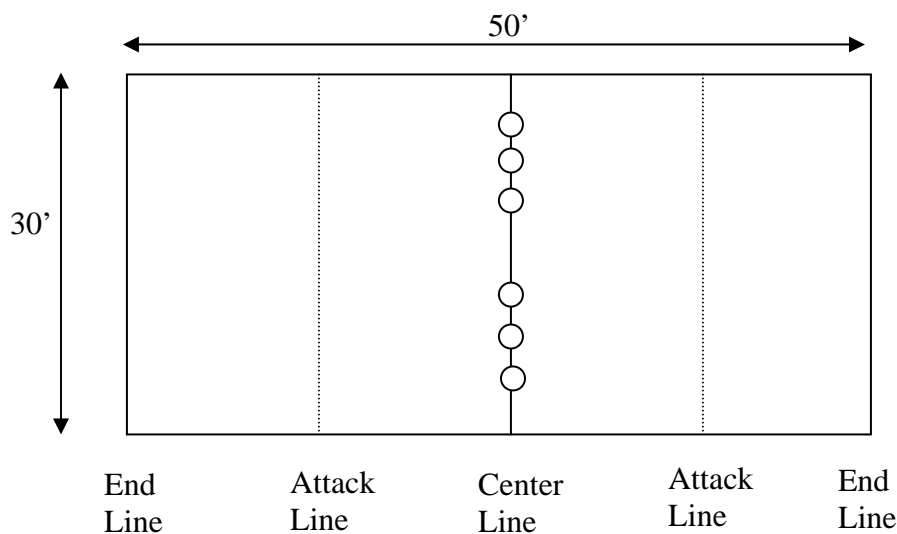 50’
30’
End
Line
Attack
Line
Center
Line
Attack
Line
End
Line